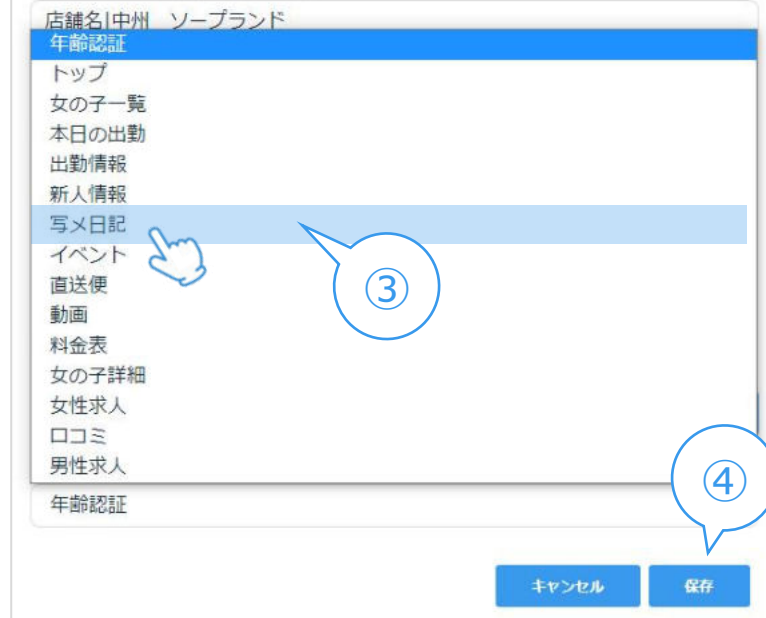 店舗名|中州 ソープランド
年齢認証
トップ
女の子一覧
本日の出勤
出勤情報
新人情報
写メ日記
イベント
直送便
動画
料金表
女の子詳細
女性求人
口コミ
男性求人
年齢認証
③
④
キャンセル
保存